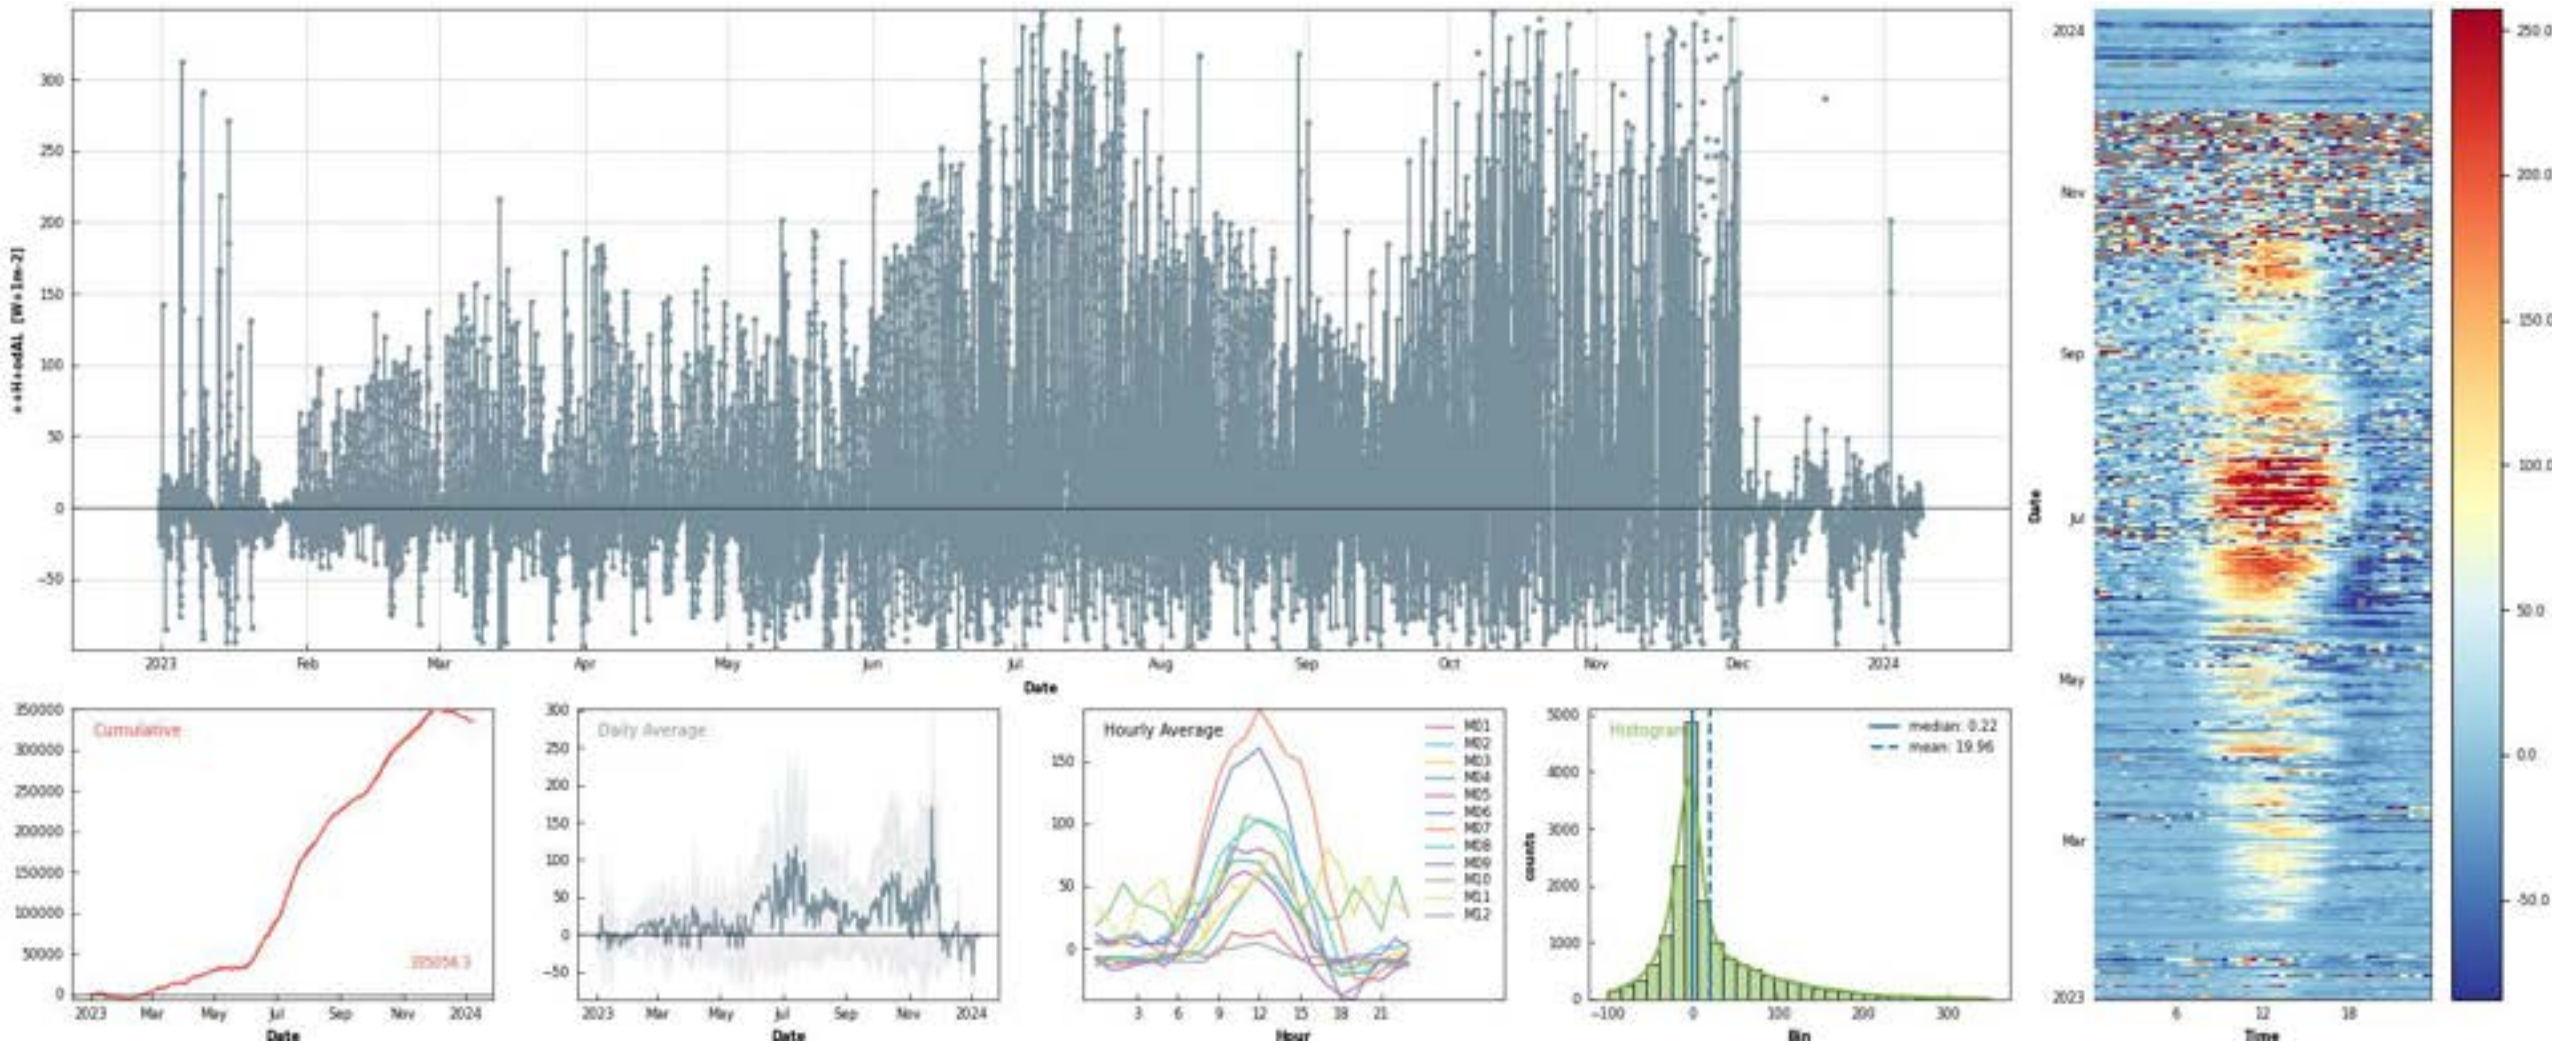 300
250
200
150
100
50
0
−50
2023 Feb Mar Apr May Jun Jul Aug Sep Oct Nov Dec 2024
Date
Cumulative
350000
300000
250000
200000
150000
100000
50000
0
2023 Mar May Jul Sep Nov 2024
Date
Daily Average
300
250
200
150
100
50
0
−50
2023 Mar May Jul Sep Nov 2024
Date
Hourly Average
150
100
50
0
3 6 9 12 15 18 21
Hour
M01
M02
M03
M04
M05
M06
M07
M08
M09
M10
M11
M12
Histogram
median: 0.22
mean: 19.96
counts
5000
4000
3000
2000
1000
0
−100 0 100 200 300
Bin
Date
2024
Nov
Sep
Jul
May
Mar
2023
6 12 18
Time
250.0
200.0
150.0
100.0
50.0
0.0
-50.0